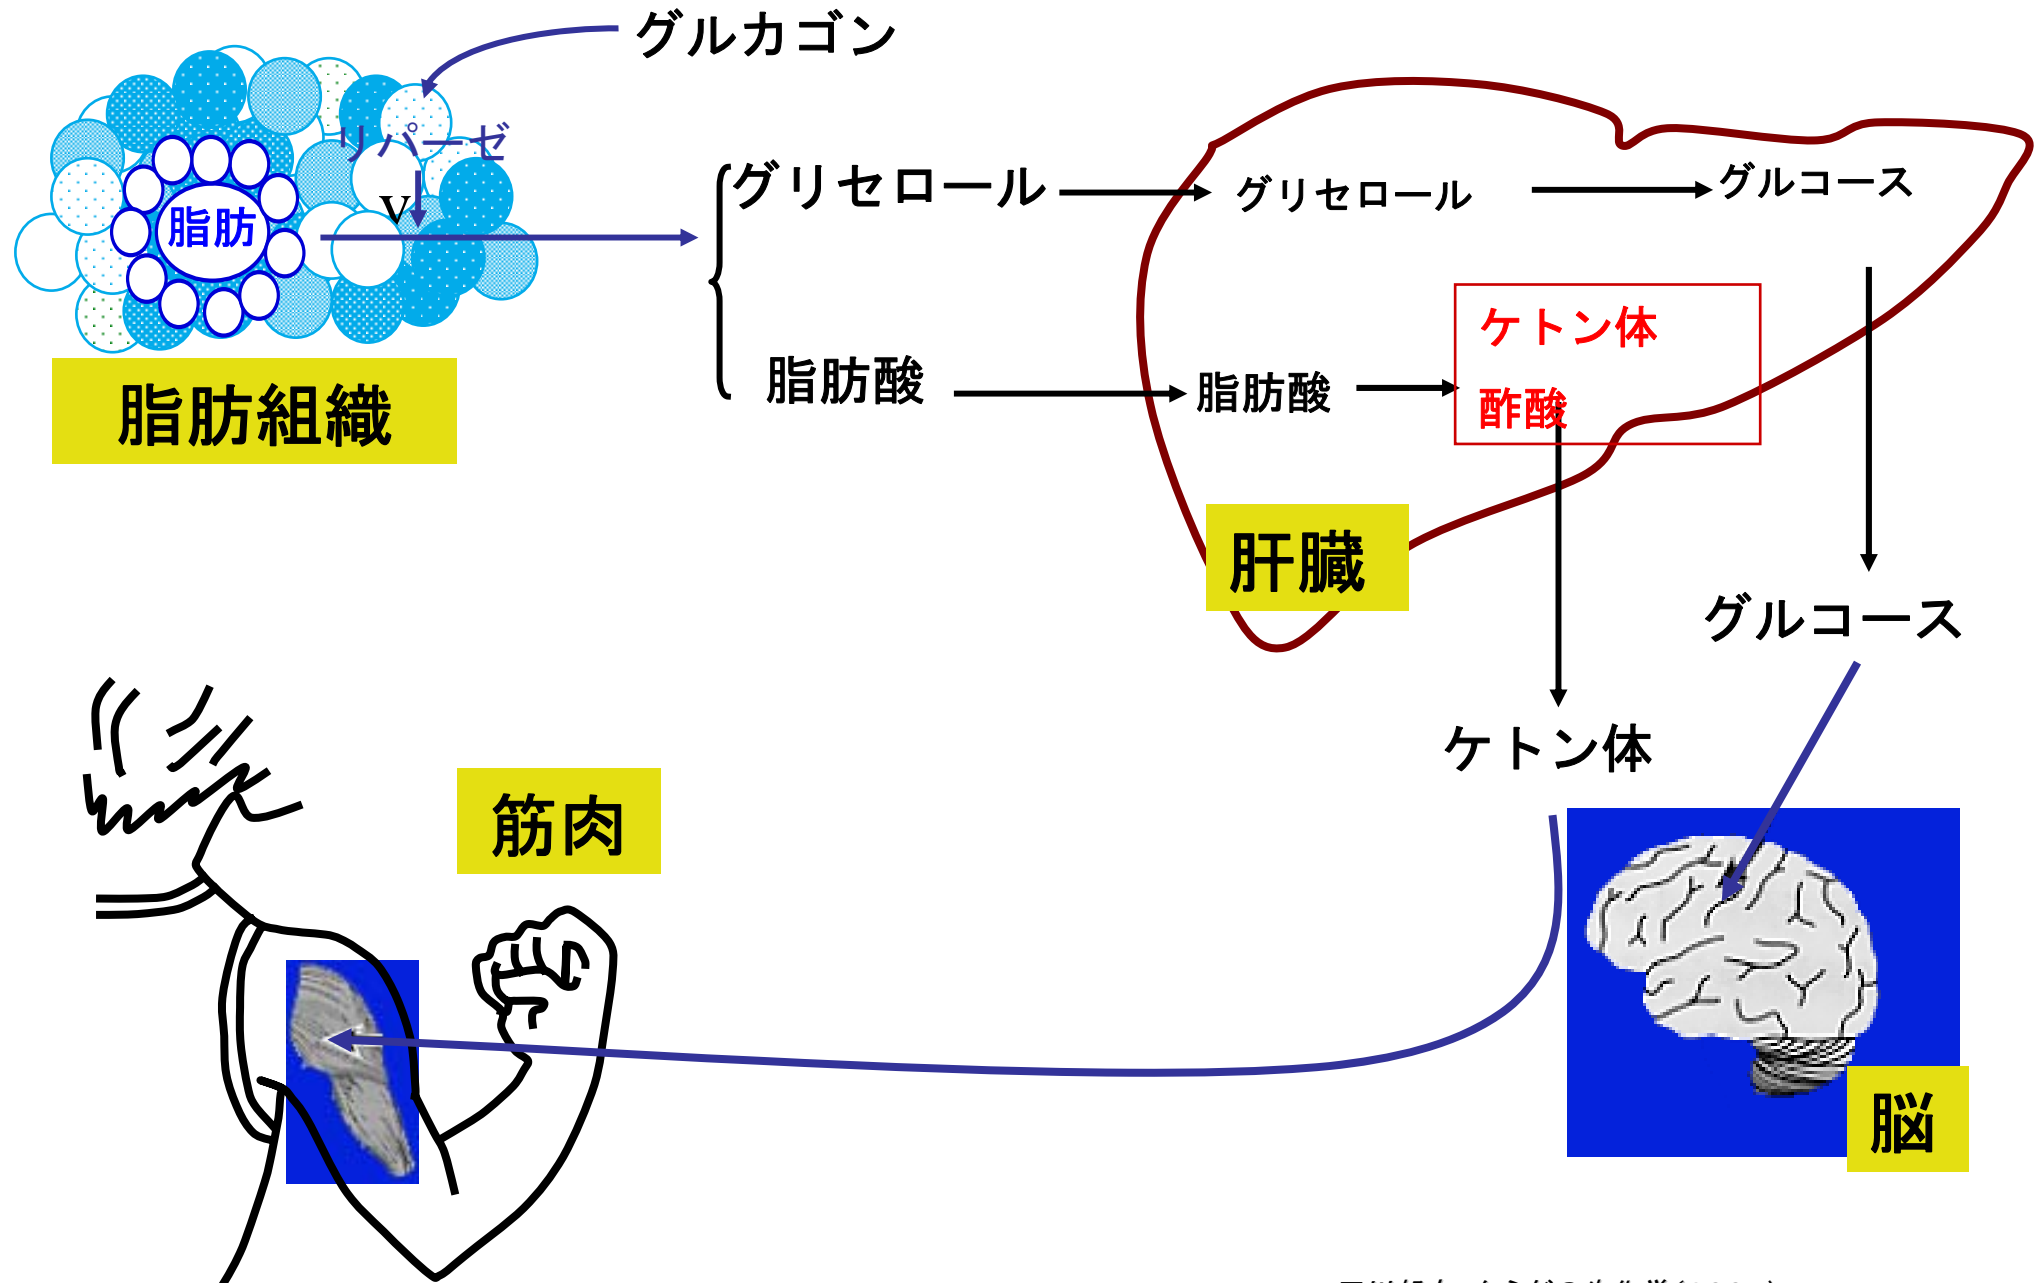 グルカゴン
リパーゼ
V
脂肪
グリセロール
グリセロール
グルコース
ケトン体
酢酸
脂肪酸
脂肪酸
脂肪組織
肝臓
グルコース
ケトン体
筋肉
脳